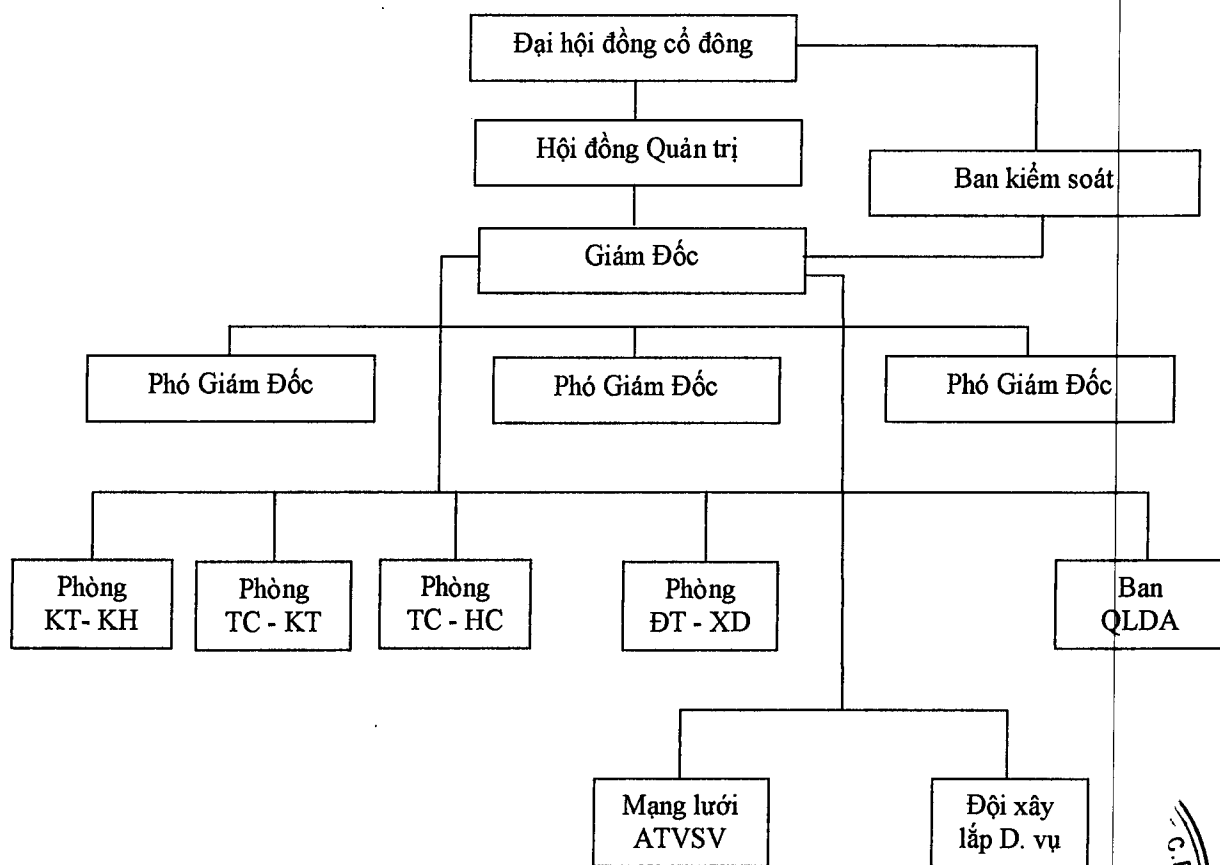 Đại hội đồng cổ đông
Hội đồng Quản trị
Ban kiểm soát
Giám Đốc
Phó Giám Đốc
Phó Giám Đốc
Phó Giám Đốc
Phòng
KT- KH
Phòng
TC - KT
Phòng
TC - HC
Phòng
ĐT - XD
Ban
QLDA
Mạng lưới
ATVSV
Đội xây
lắp D. vụ